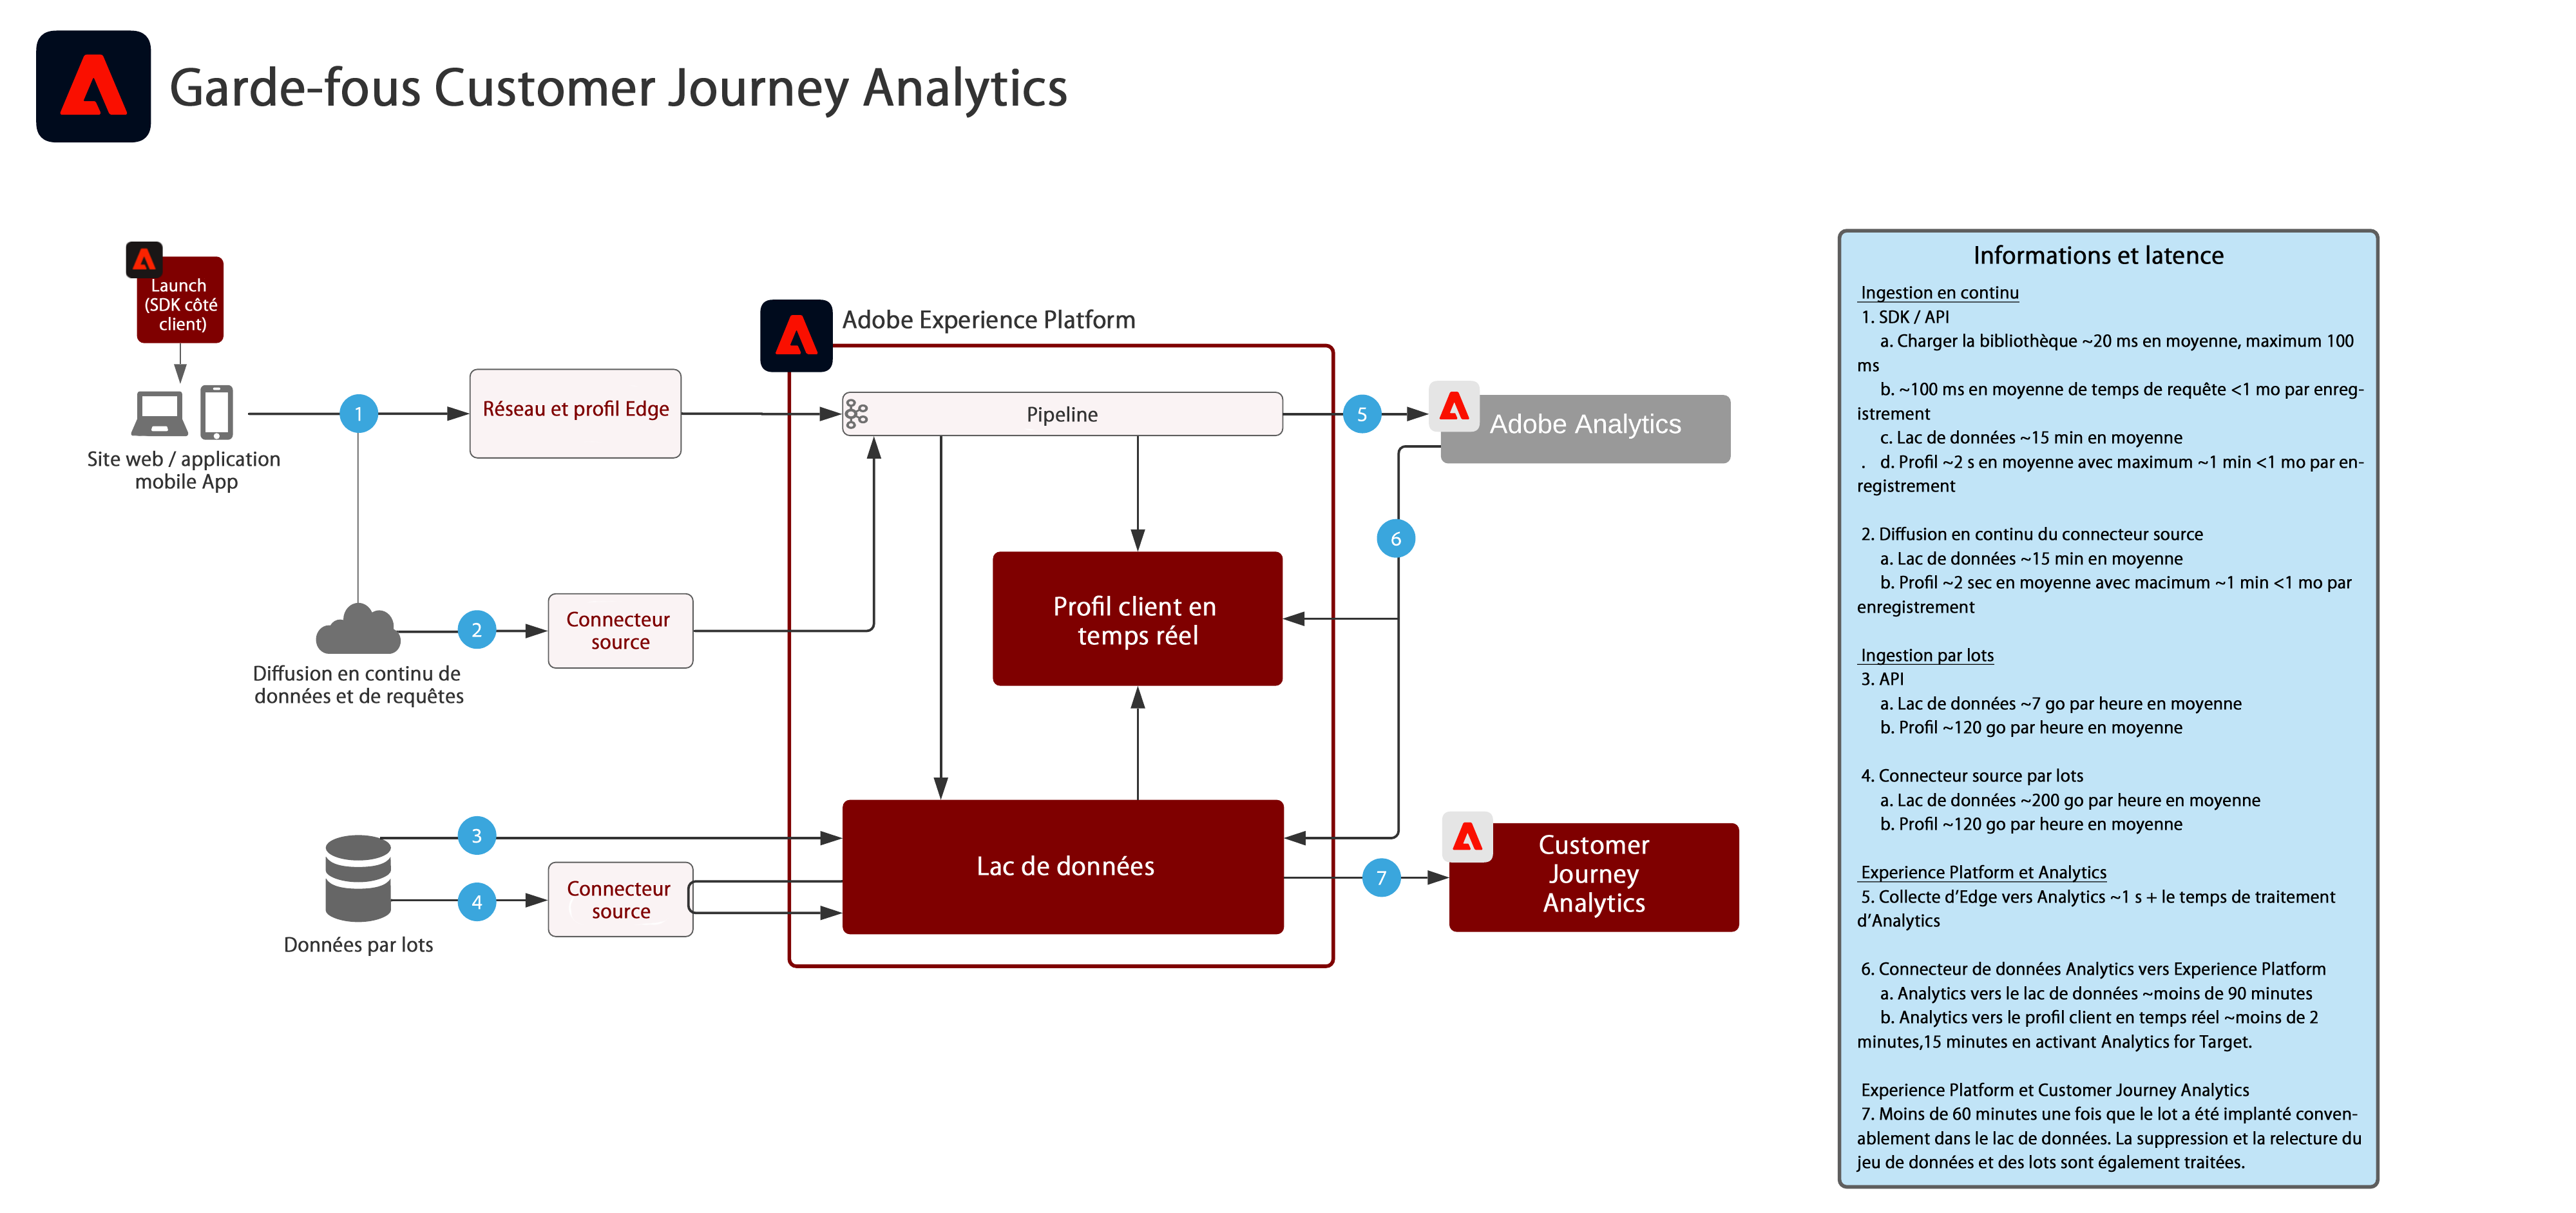 Garde-fous Customer Journey Analytics
Launch
(SDK côté
client)
Site web / application
mobile App
1
Réseau et profil Edge
Adobe Experience Platform
Pipeline
5
Adobe Analytics
6
Diffusion en continu de
données et de requêtes
2
Connecteur
source
Profil client en
temps réel
Données par lots
3
4
Connecteur
source
Lac de données
7
Customer
Journey
Analytics
Informations et latence
Ingestion en continu
1. SDK / API
a. Charger la bibliothèque ~20 ms en moyenne, maximum 100
ms
b. ~100 ms en moyenne de temps de requête <1 mo par enreg-
istrement
c. Lac de données ~15 min en moyenne
. d. Profil ~2 s en moyenne avec maximum ~1 min <1 mo par en-
registrement
2. Diffusion en continu du connecteur source
a. Lac de données ~15 min en moyenne
b. Profil ~2 sec en moyenne avec macimum ~1 min <1 mo par
enregistrement
Ingestion par lots
3. API
a. Lac de données ~7 go par heure en moyenne
b. Profil ~120 go par heure en moyenne
4. Connecteur source par lots
a. Lac de données ~200 go par heure en moyenne
b. Profil ~120 go par heure en moyenne
Experience Platform et Analytics
5. Collecte d’Edge vers Analytics ~1 s + le temps de traitement
d’Analytics
6. Connecteur de données Analytics vers Experience Platform
a. Analytics vers le lac de données ~moins de 90 minutes
b. Analytics vers le profil client en temps réel ~moins de 2
minutes,15 minutes en activant Analytics for Target.
Experience Platform et Customer Journey Analytics
7. Moins de 60 minutes une fois que le lot a été implanté conven-
ablement dans le lac de données. La suppression et la relecture du
jeu de données et des lots sont également traitées.